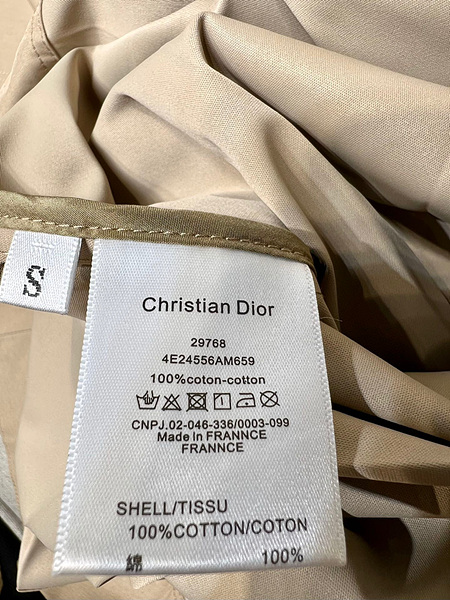 S
Christian Dior
29768
4E24556AM659
100%coton-cotton
CNPJ.02-046-336/0003-099
Made in FRANNCE
FRANNCE
SHELL/TISSU
100%COTTON/COTON
綿 100%